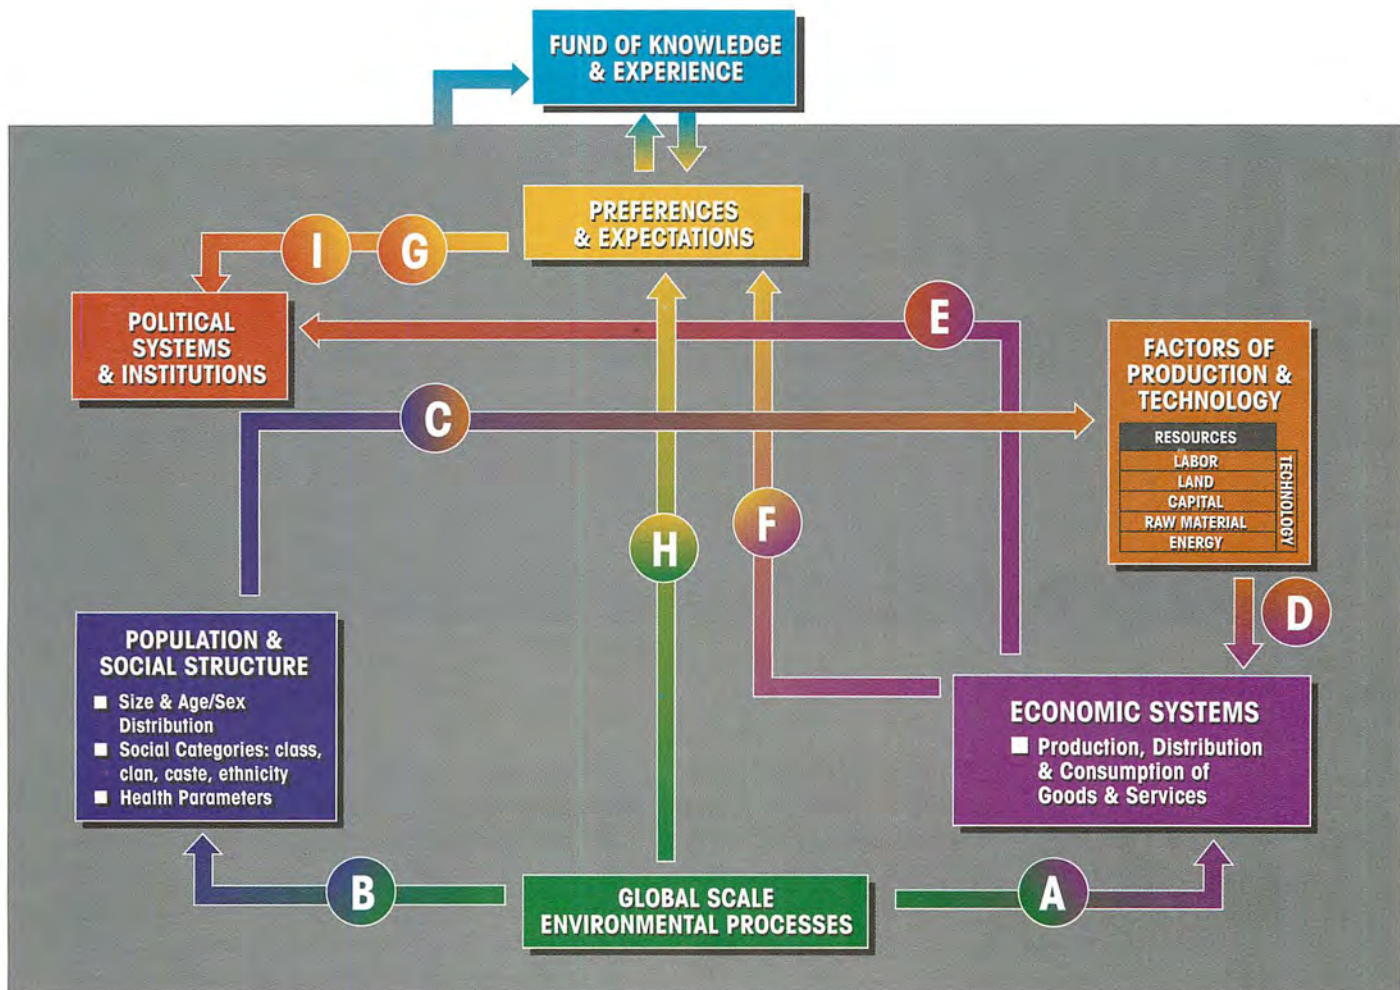 FUND OF KNOWLEDGE
& EXPERIENCE
PREFERENCES
& EXPECTATIONS
I
G
POLITICAL
SYSTEMS
& INSTITUTIONS
E
FACTORS OF
PRODUCTION &
TECHNOLOGY
RESOURCES
LABOR
LAND
CAPITAL
RAW MATERIAL
ENERGY
TECHNOLOGY
C
H
F
D
POPULATION &
SOCIAL STRUCTURE
■ Size & Age/Sex
Distribution
■ Social Categories: class,
clan, caste, ethnicity
■ Health Parameters
ECONOMIC SYSTEMS
■ Production, Distribution
& Consumption of
Goods & Services
B
GLOBAL SCALE
ENVIRONMENTAL PROCESSES
A